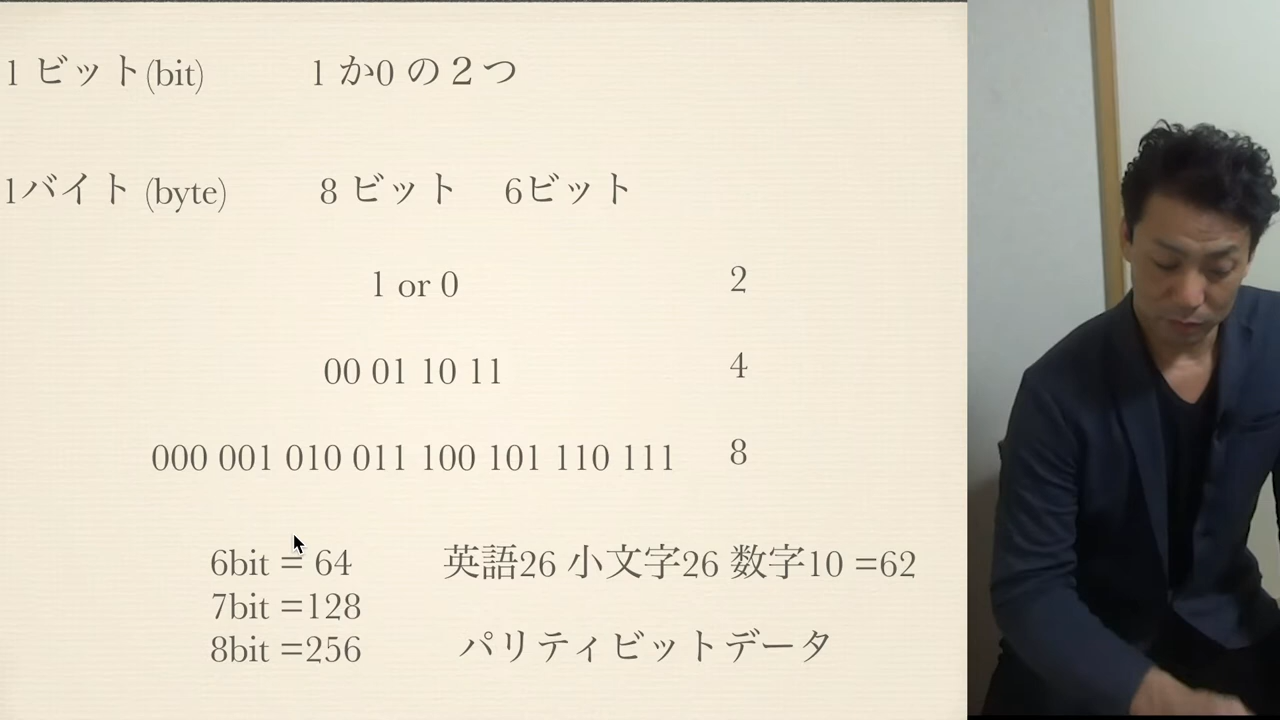 1 ビット(bit) 1 か0 の２つ
1バイト (byte) 8 ビット 6ビット
1 or 0 2
00 01 10 11 4
000 001 010 011 100 101 110 111 8
6bit = 64 英語26 小文字26 数字10 =62
7bit =128
8bit =256 パリティビットデータ